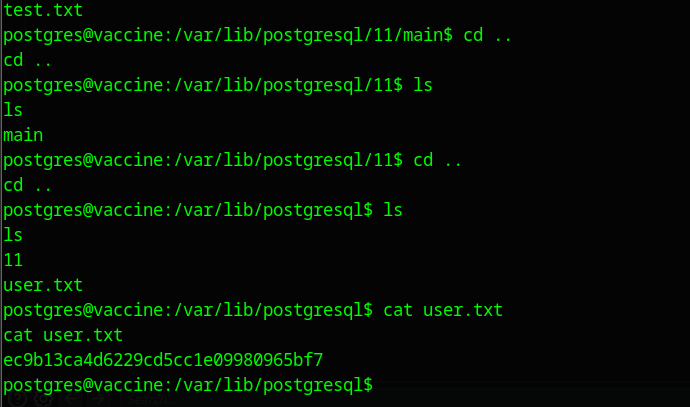 test.txt
postgres@vaccine:/var/lib/postgresql/11/main$ cd ..
cd ..
postgres@vaccine:/var/lib/postgresql/11$ ls
ls
main
postgres@vaccine:/var/lib/postgresql/11$ cd ..
cd ..
postgres@vaccine:/var/lib/postgresql$ ls
ls
11
user.txt
postgres@vaccine:/var/lib/postgresql$ cat user.txt
cat user.txt
ec9b13ca4d6229cd5cc1e09980965bf7
postgres@vaccine:/var/lib/postgresql$